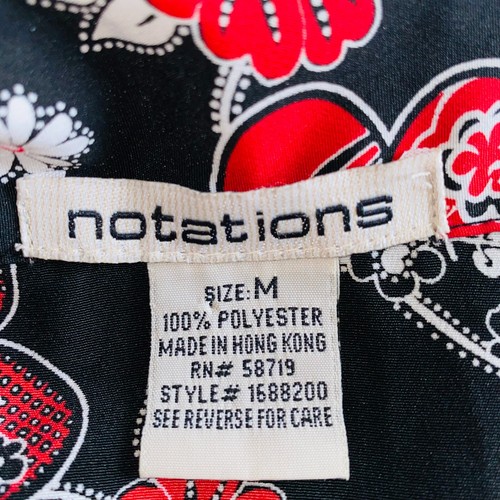 notations
SIZE: M
100% POLYESTER
MADE IN HONG KONG
RN# 58719
STYLE# 1688200
SEE REVERSE FOR CARE